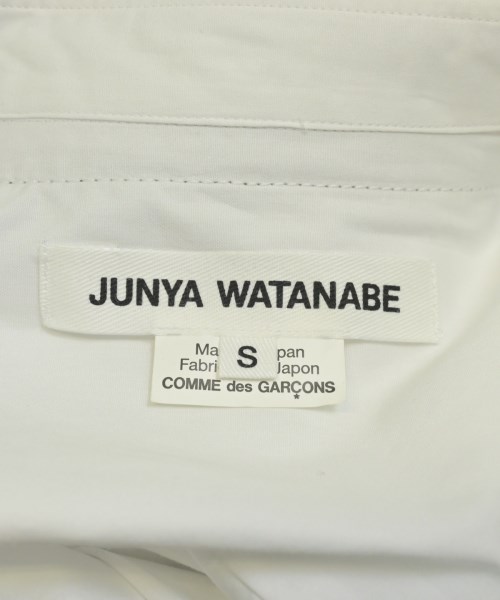 JUNYA WATANABE
S
Ma pan
Fabri Japon
COMME des GARÇONS
*